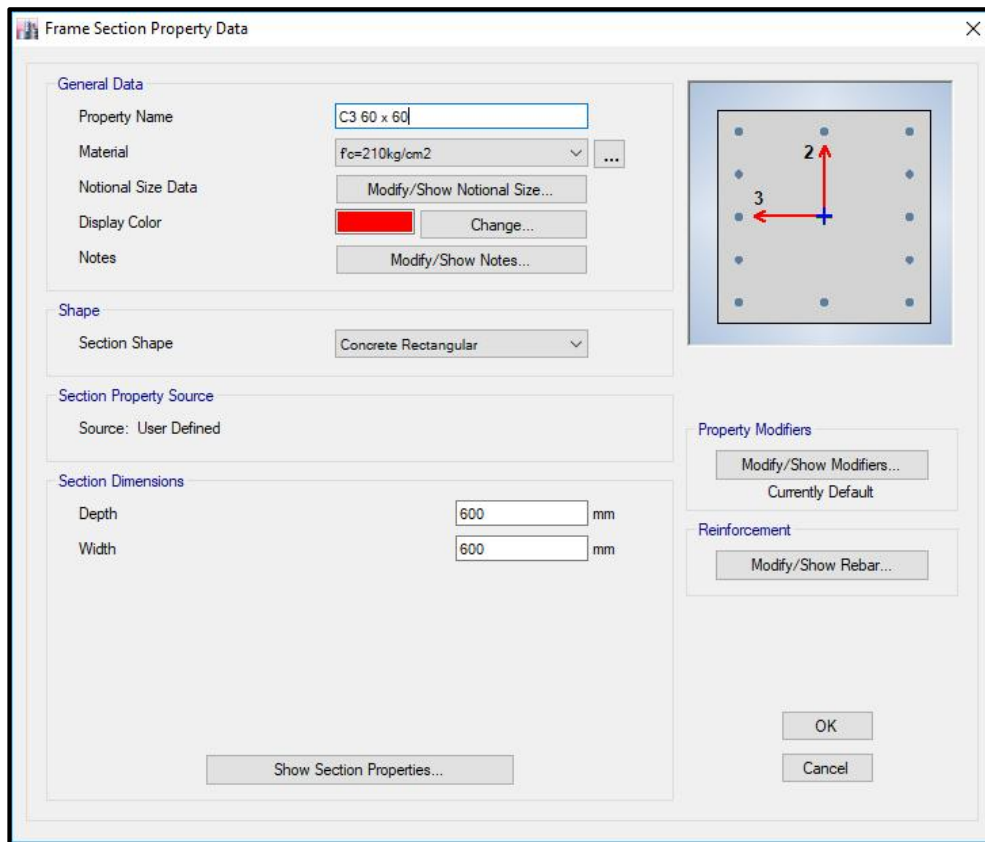 Frame Section Property Data
General Data
Property Name C3 60 x 60
Material f'c=210kg/cm2 ...
Notional Size Data Modify/Show Notional Size...
Display Color Change...
Notes Modify/Show Notes...
2
3
Shape
Section Shape Concrete Rectangular
Section Property Source
Source: User Defined
Property Modifiers
Modify/Show Modifiers...
Currently Default
Section Dimensions
Depth 600 mm
Width 600 mm
Reinforcement
Modify/Show Rebar...
Show Section Properties...
OK
Cancel